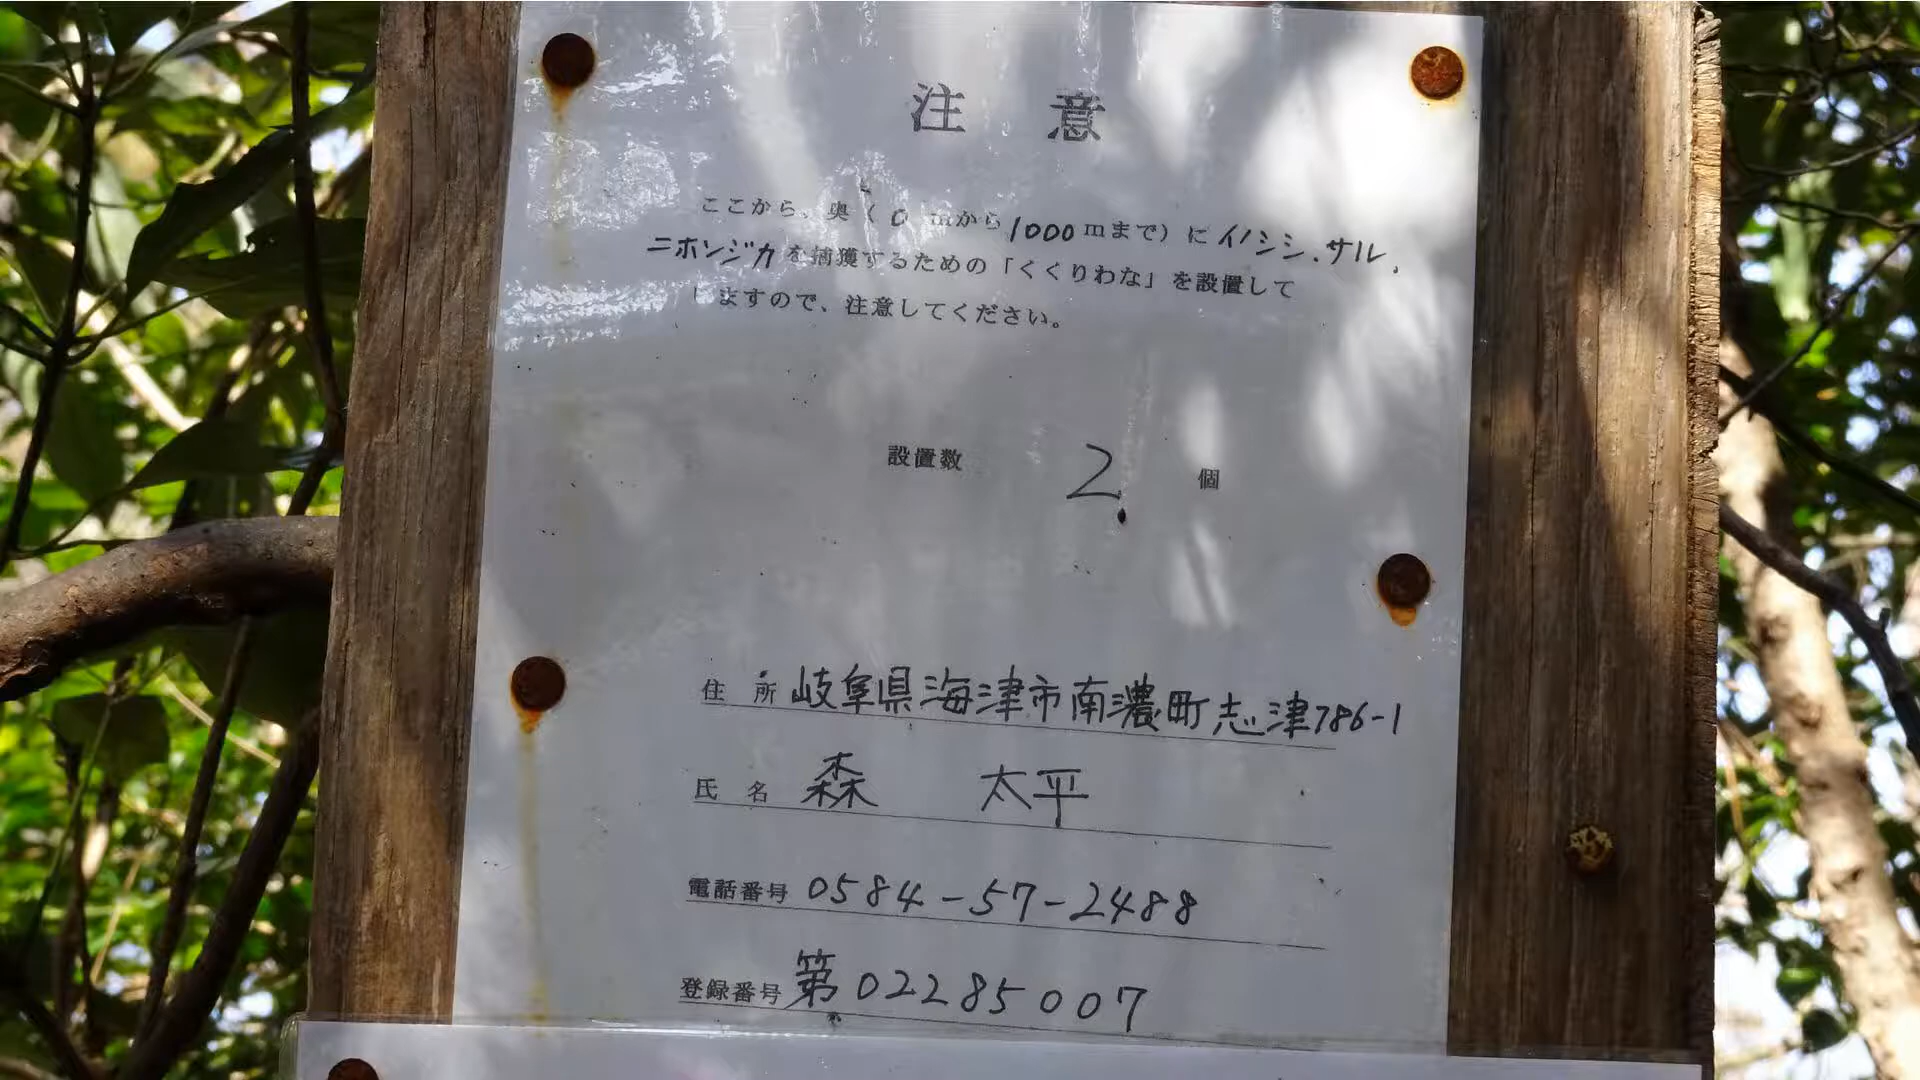 注 意
ここから、奥(0mから1000mまで)にイノシシ、サル、
ニホンジカを捕獲するための「くくりわな」を設置して
いますので、注意してください。
設置数 2 個
住 所 岐阜県海津市南濃町志津786-1
氏 名 森 太平
電話番号 0584-57-2488
登録番号 第02285007